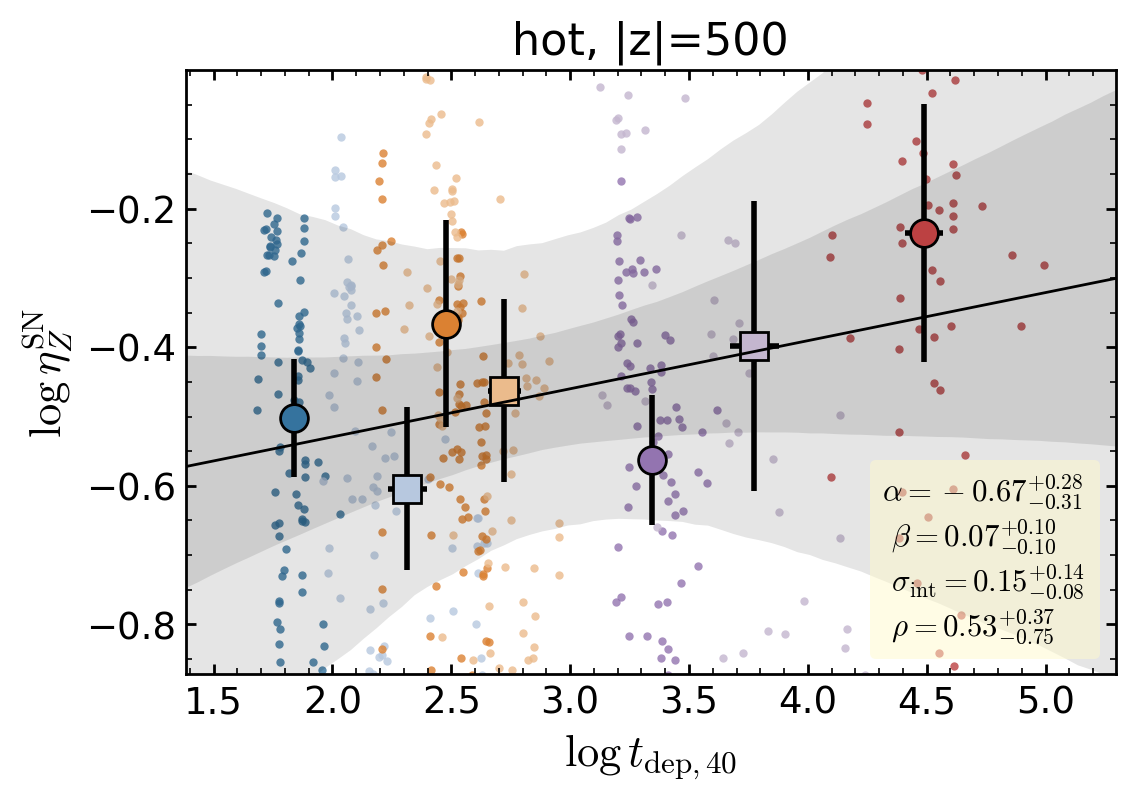 hot, |z|=500
log η_Z^SN
−0.2
−0.4
−0.6
−0.8
α = −0.67^{+0.28}_{−0.31}
β = 0.07^{+0.10}_{−0.10}
σ_int = 0.15^{+0.14}_{−0.08}
ρ = 0.53^{+0.37}_{−0.75}
1.5 2.0 2.5 3.0 3.5 4.0 4.5 5.0
log t_{dep, 40}